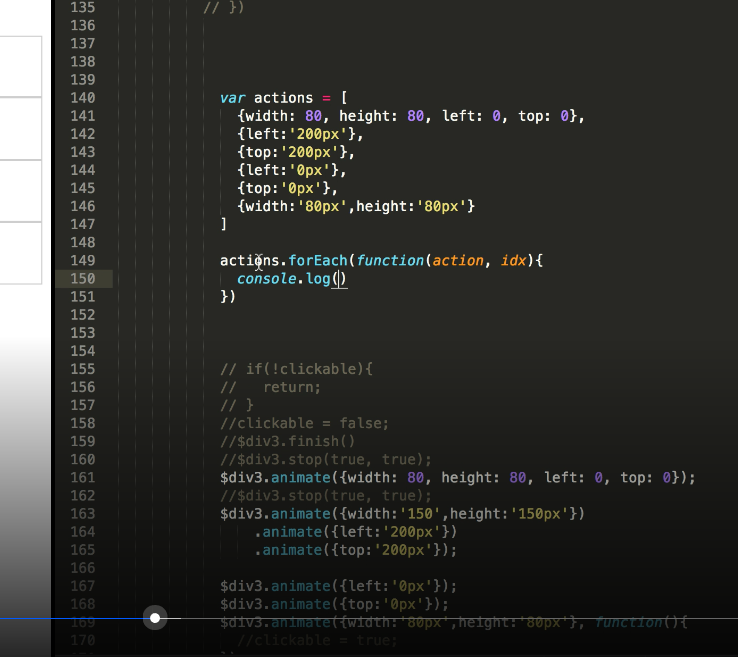 135 // })
136
137
138
139
140 var actions = [
141 {width: 80, height: 80, left: 0, top: 0},
142 {left:'200px'},
143 {top:'200px'},
144 {left:'0px'},
145 {top:'0px'},
146 {width:'80px',height:'80px'}
147 ]
148
149 actions.forEach(function(action, idx){
150 console.log()
151 })
152
153
154
155 // if(!clickable){
156 // return;
157 // }
158 //clickable = false;
159 //$div3.finish()
160 //$div3.stop(true, true);
161 $div3.animate({width: 80, height: 80, left: 0, top: 0});
162 //$div3.stop(true, true);
163 $div3.animate({width:'150',height:'150px'})
164 .animate({left:'200px'})
165 .animate({top:'200px'});
166
167 $div3.animate({left:'0px'});
168 $div3.animate({top:'0px'});
169 $div3.animate({width:'80px',height:'80px'}, function(){
170 //clickable = true;